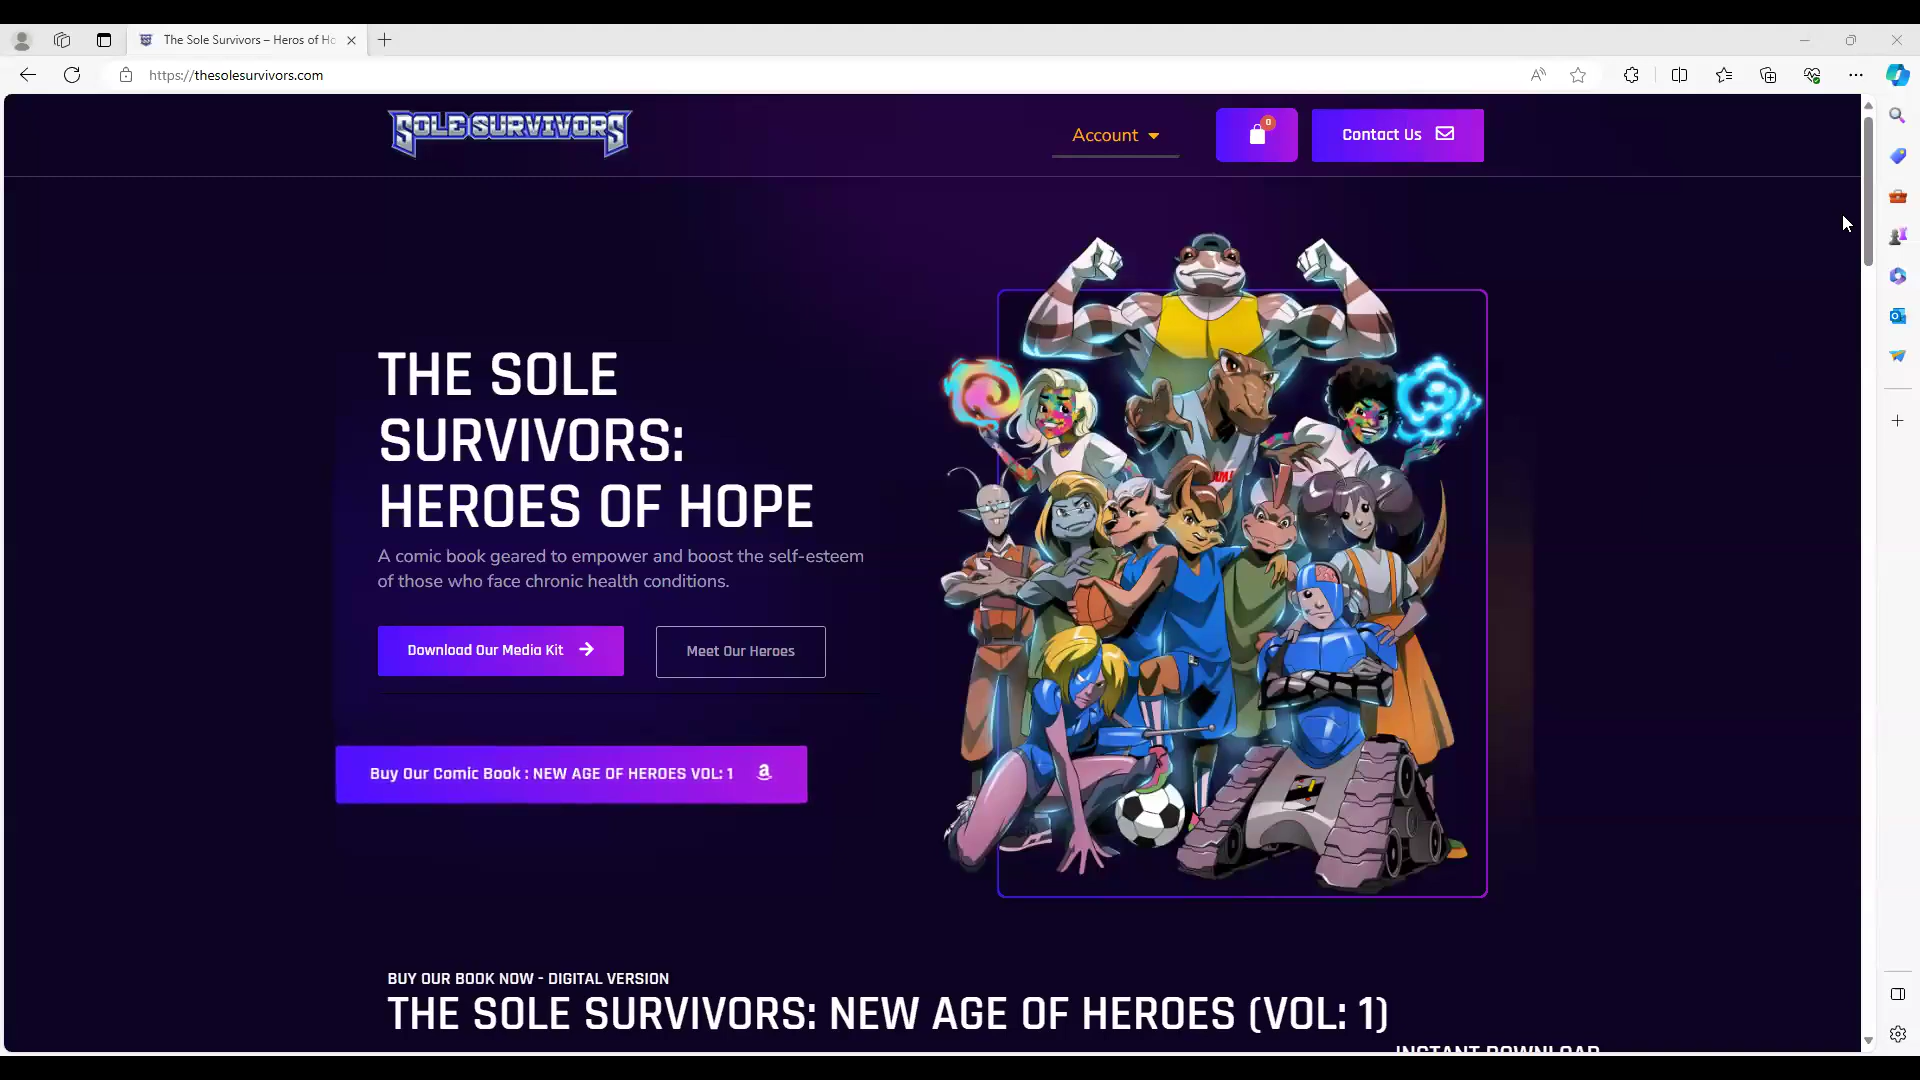 The Sole Survivors – Heros of Ho
https://thesolesurvivors.com
SOLE SURVIVORS
Account
0
Contact Us
THE SOLE
SURVIVORS:
HEROES OF HOPE
A comic book geared to empower and boost the self-esteem
of those who face chronic health conditions.
Download Our Media Kit
Meet Our Heroes
Buy Our Comic Book : NEW AGE OF HEROES VOL: 1
BUY OUR BOOK NOW - DIGITAL VERSION
THE SOLE SURVIVORS: NEW AGE OF HEROES (VOL: 1)
INSTANT DOWNLOAD